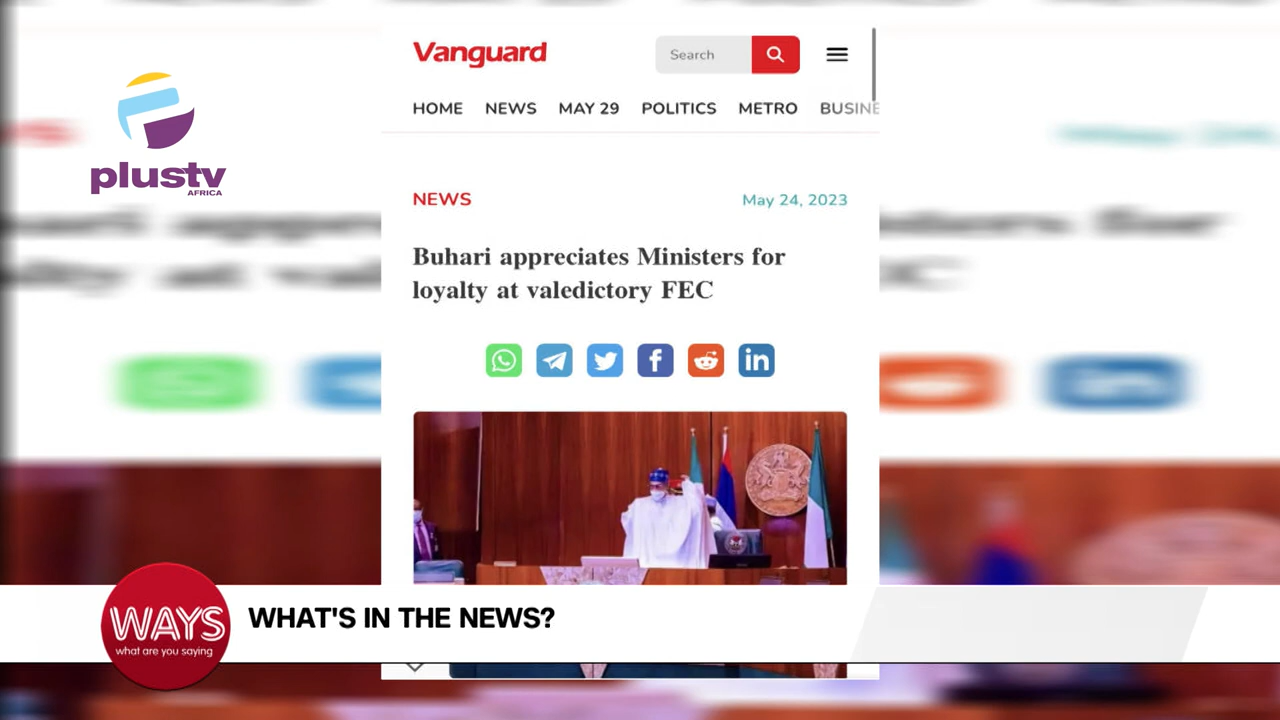 Vanguard
Search
HOME NEWS MAY 29 POLITICS METRO BUSINE
plustv
AFRICA
NEWS
May 24, 2023
Buhari appreciates Ministers for
loyalty at valedictory FEC
WAYS
what are you saying
WHAT'S IN THE NEWS?